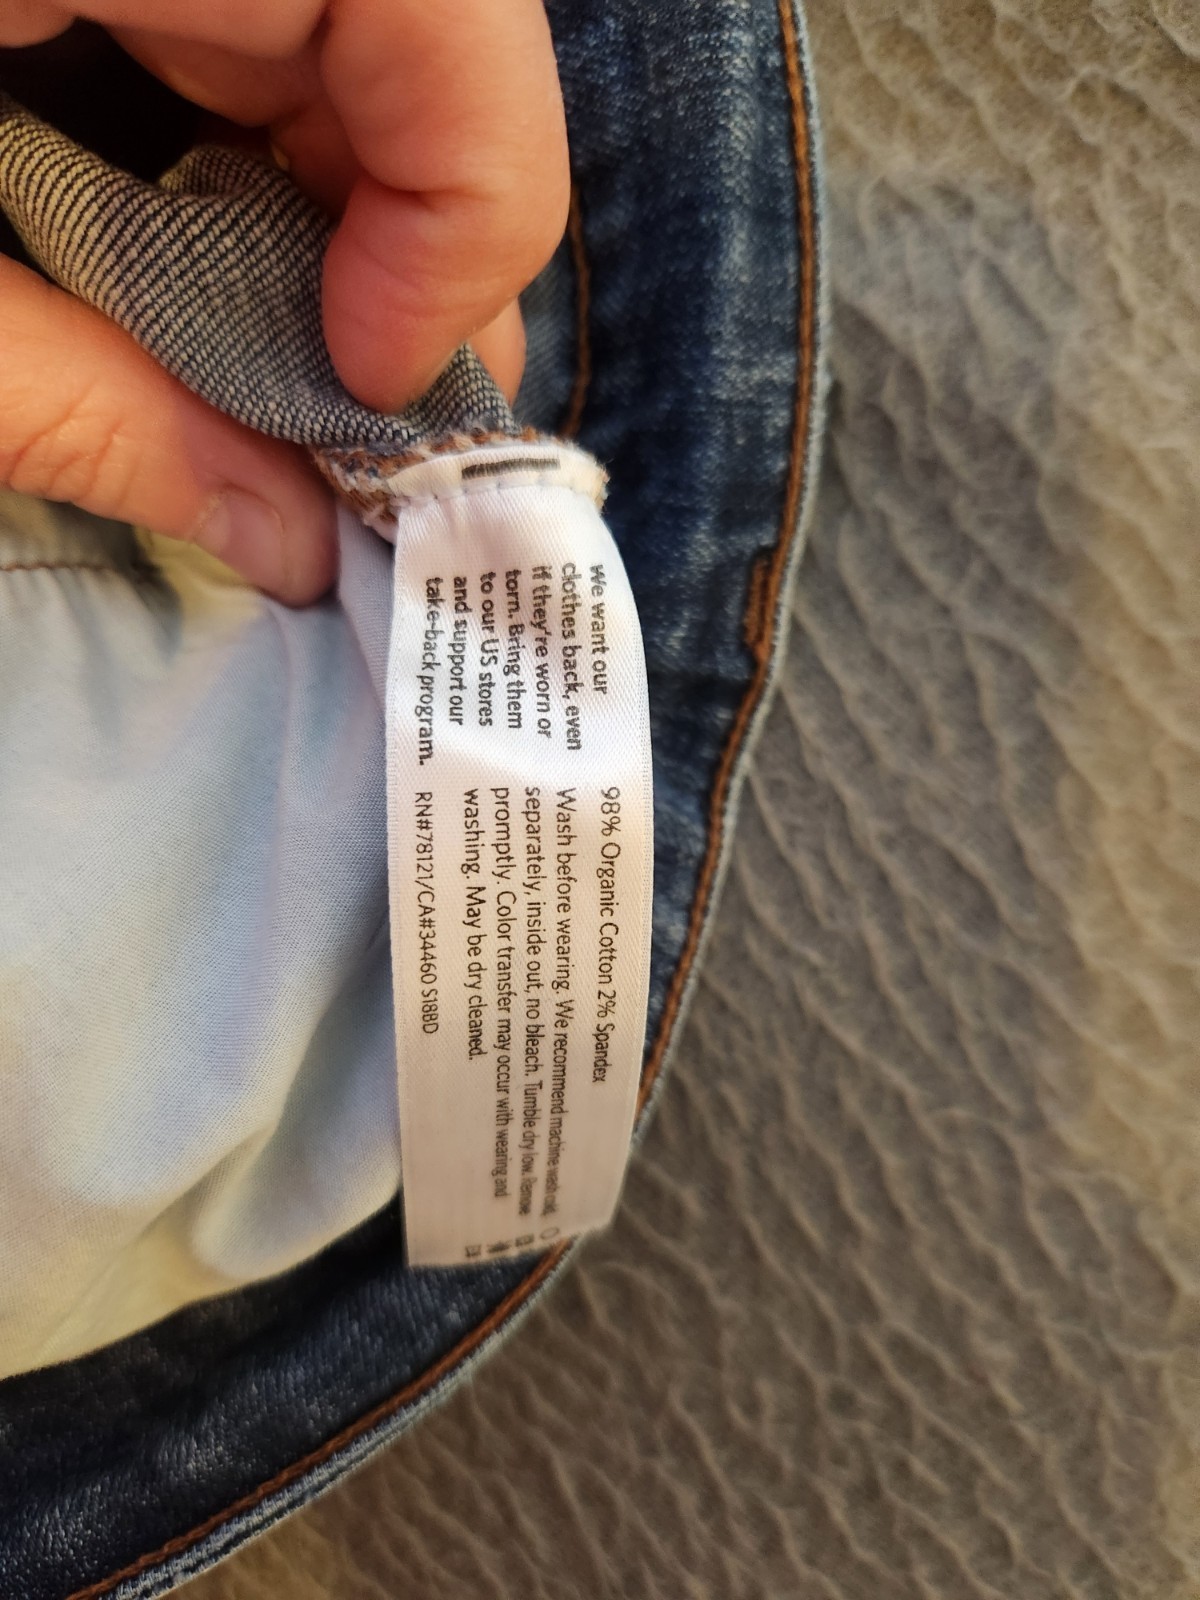 We want our
clothes back, even
if they're worn or
torn. Bring them
to our US stores
and support our
take-back program.
98% Organic Cotton 2% Spandex
Wash before wearing. We recommend machine wash cold,
separately, inside out, no bleach. Tumble dry low. Remove
promptly. Color transfer may occur with wearing and
washing. May be dry cleaned.
RN#78121/CA#34460 S18BD